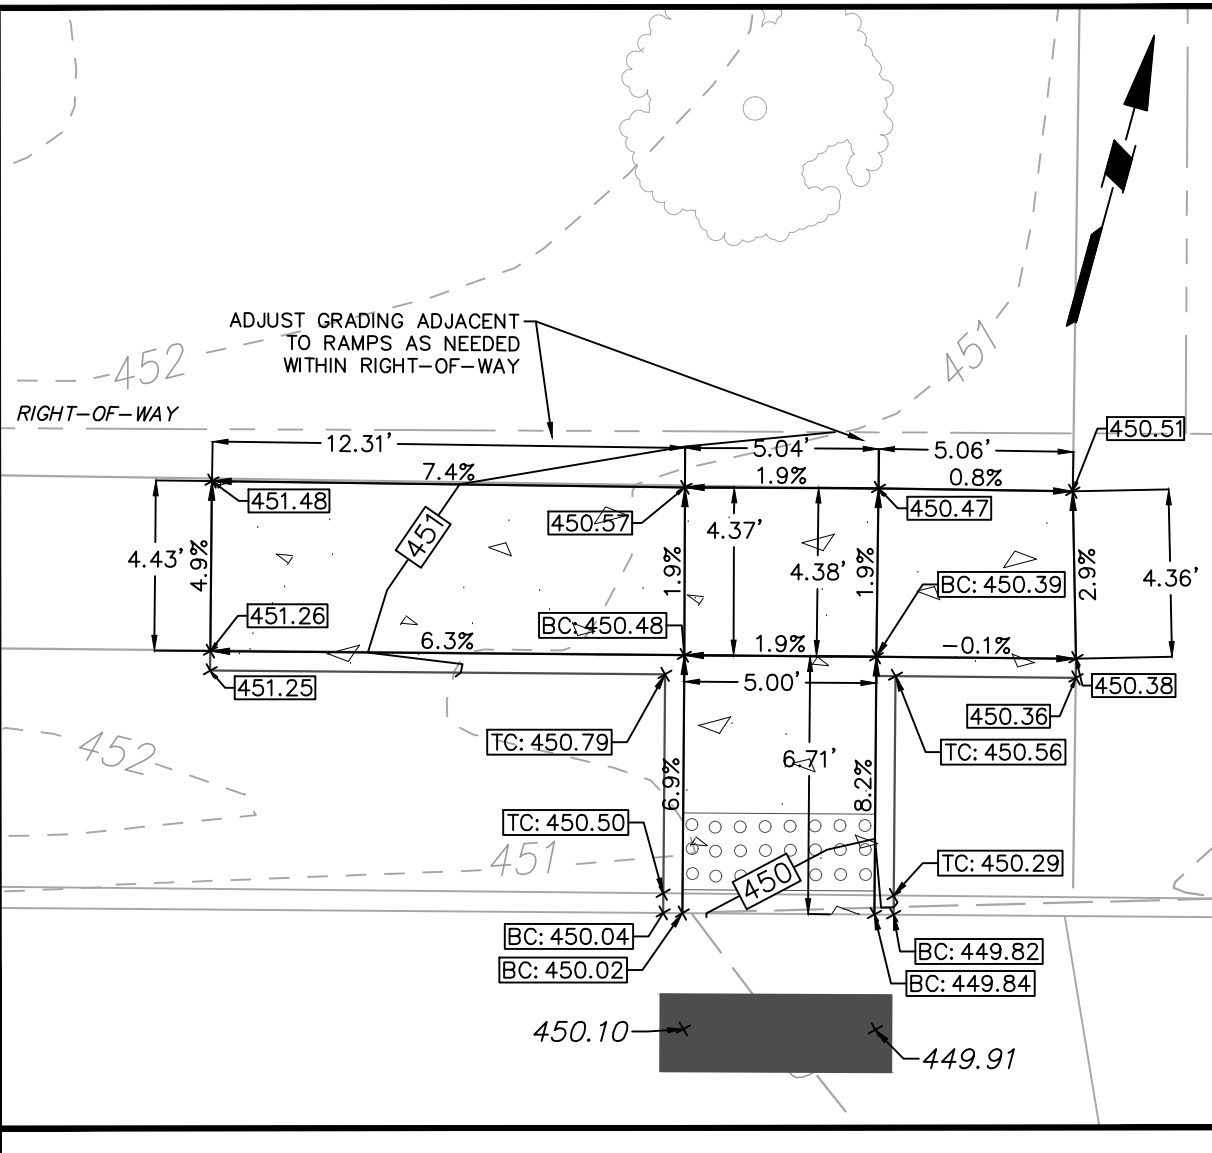 ADJUST GRADING ADJACENT
TO RAMPS AS NEEDED
WITHIN RIGHT-OF-WAY
452
451
RIGHT-OF-WAY
12.31'
5.04'
5.06'
450.51
7.4%
1.9%
0.8%
451.48
450.57
450.47
451
4.43'
4.9%
1.9%
4.37'
4.38'
1.9%
BC: 450.39
2.9%
4.36'
451.26
BC: 450.48
6.3%
1.9%
-0.1%
451.25
5.00'
450.38
450.36
452
TC: 450.79
TC: 450.56
6.9%
6.71'
8.2%
TC: 450.50
451
450
TC: 450.29
BC: 450.04
BC: 449.82
BC: 450.02
BC: 449.84
450.10
449.91